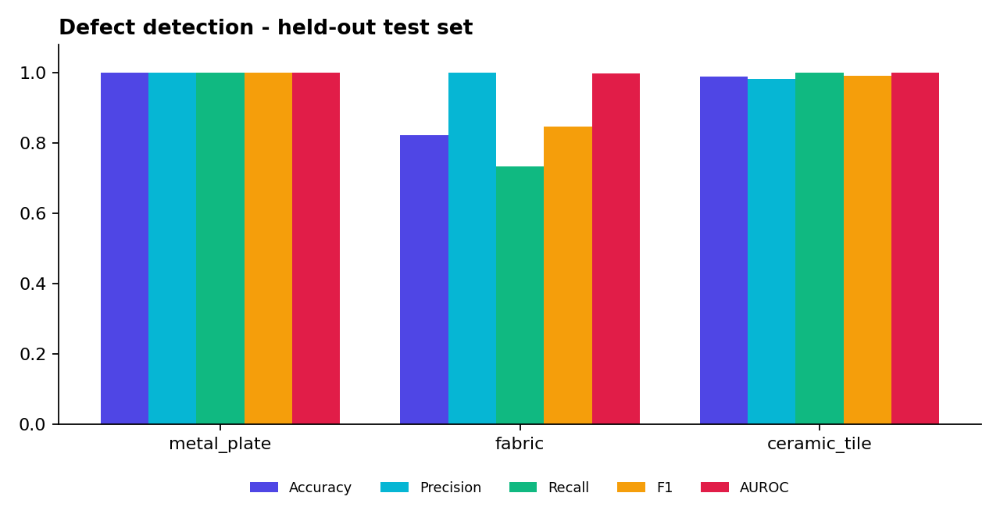 Defect detection - held-out test set
1.0
0.8
0.6
0.4
0.2
0.0
metal_plate fabric ceramic_tile
Accuracy Precision Recall F1 AUROC